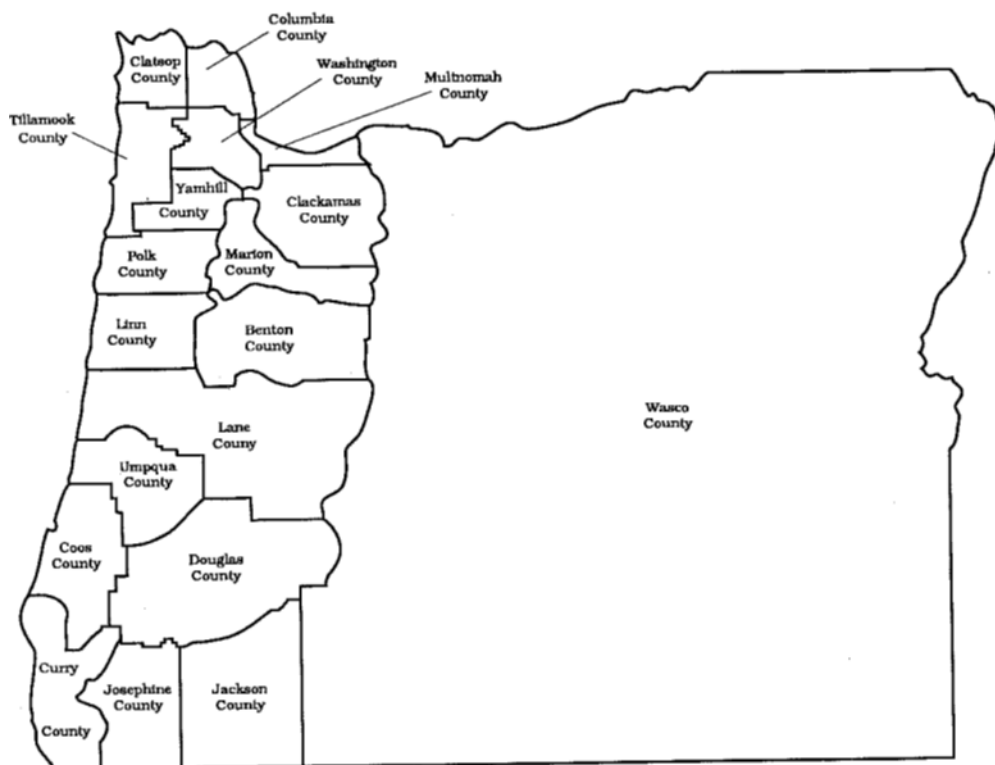 Columbia
County
Clatsop
County
Washington
County
Multnomah
County
Tillamook
County
Yamhill
County
Clackamas
County
Polk
County
Marion
County
Linn
County
Benton
County
Wasco
County
Lane
Couny
Umpqua
County
Coos
County
Douglas
County
Curry
County
Josephine
County
Jackson
County